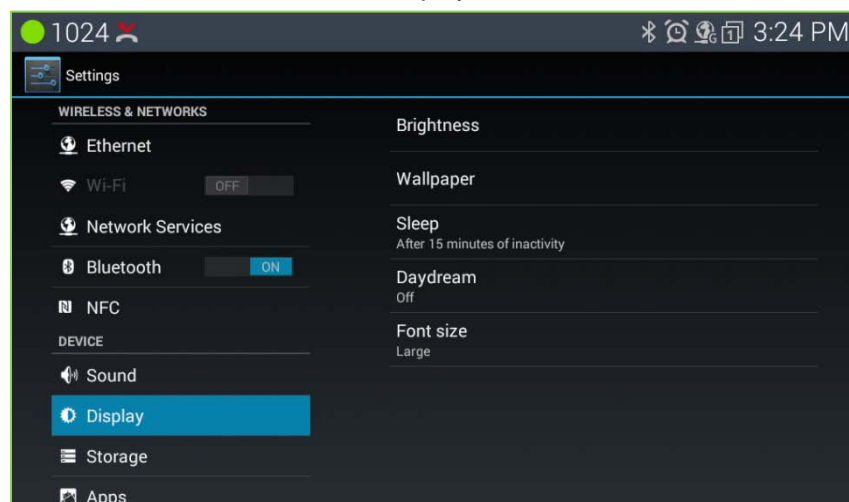 1024
G 1 3:24 PM
Settings
WIRELESS & NETWORKS
Ethernet
Wi-Fi OFF
Network Services
Bluetooth ON
NFC
DEVICE
Sound
Display
Storage
Apps
Brightness
Wallpaper
Sleep
After 15 minutes of inactivity
Daydream
Off
Font size
Large